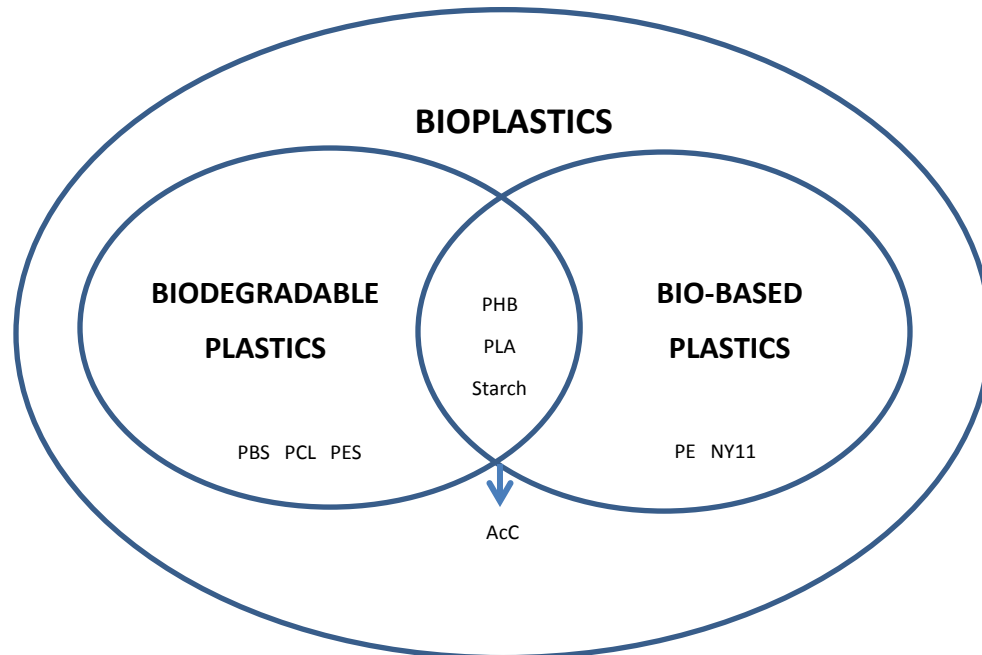 BIOPLASTICS
BIODEGRADABLE
PLASTICS
PHB
PLA
Starch
BIO-BASED
PLASTICS
PBS PCL PES
PE NY11
AcC